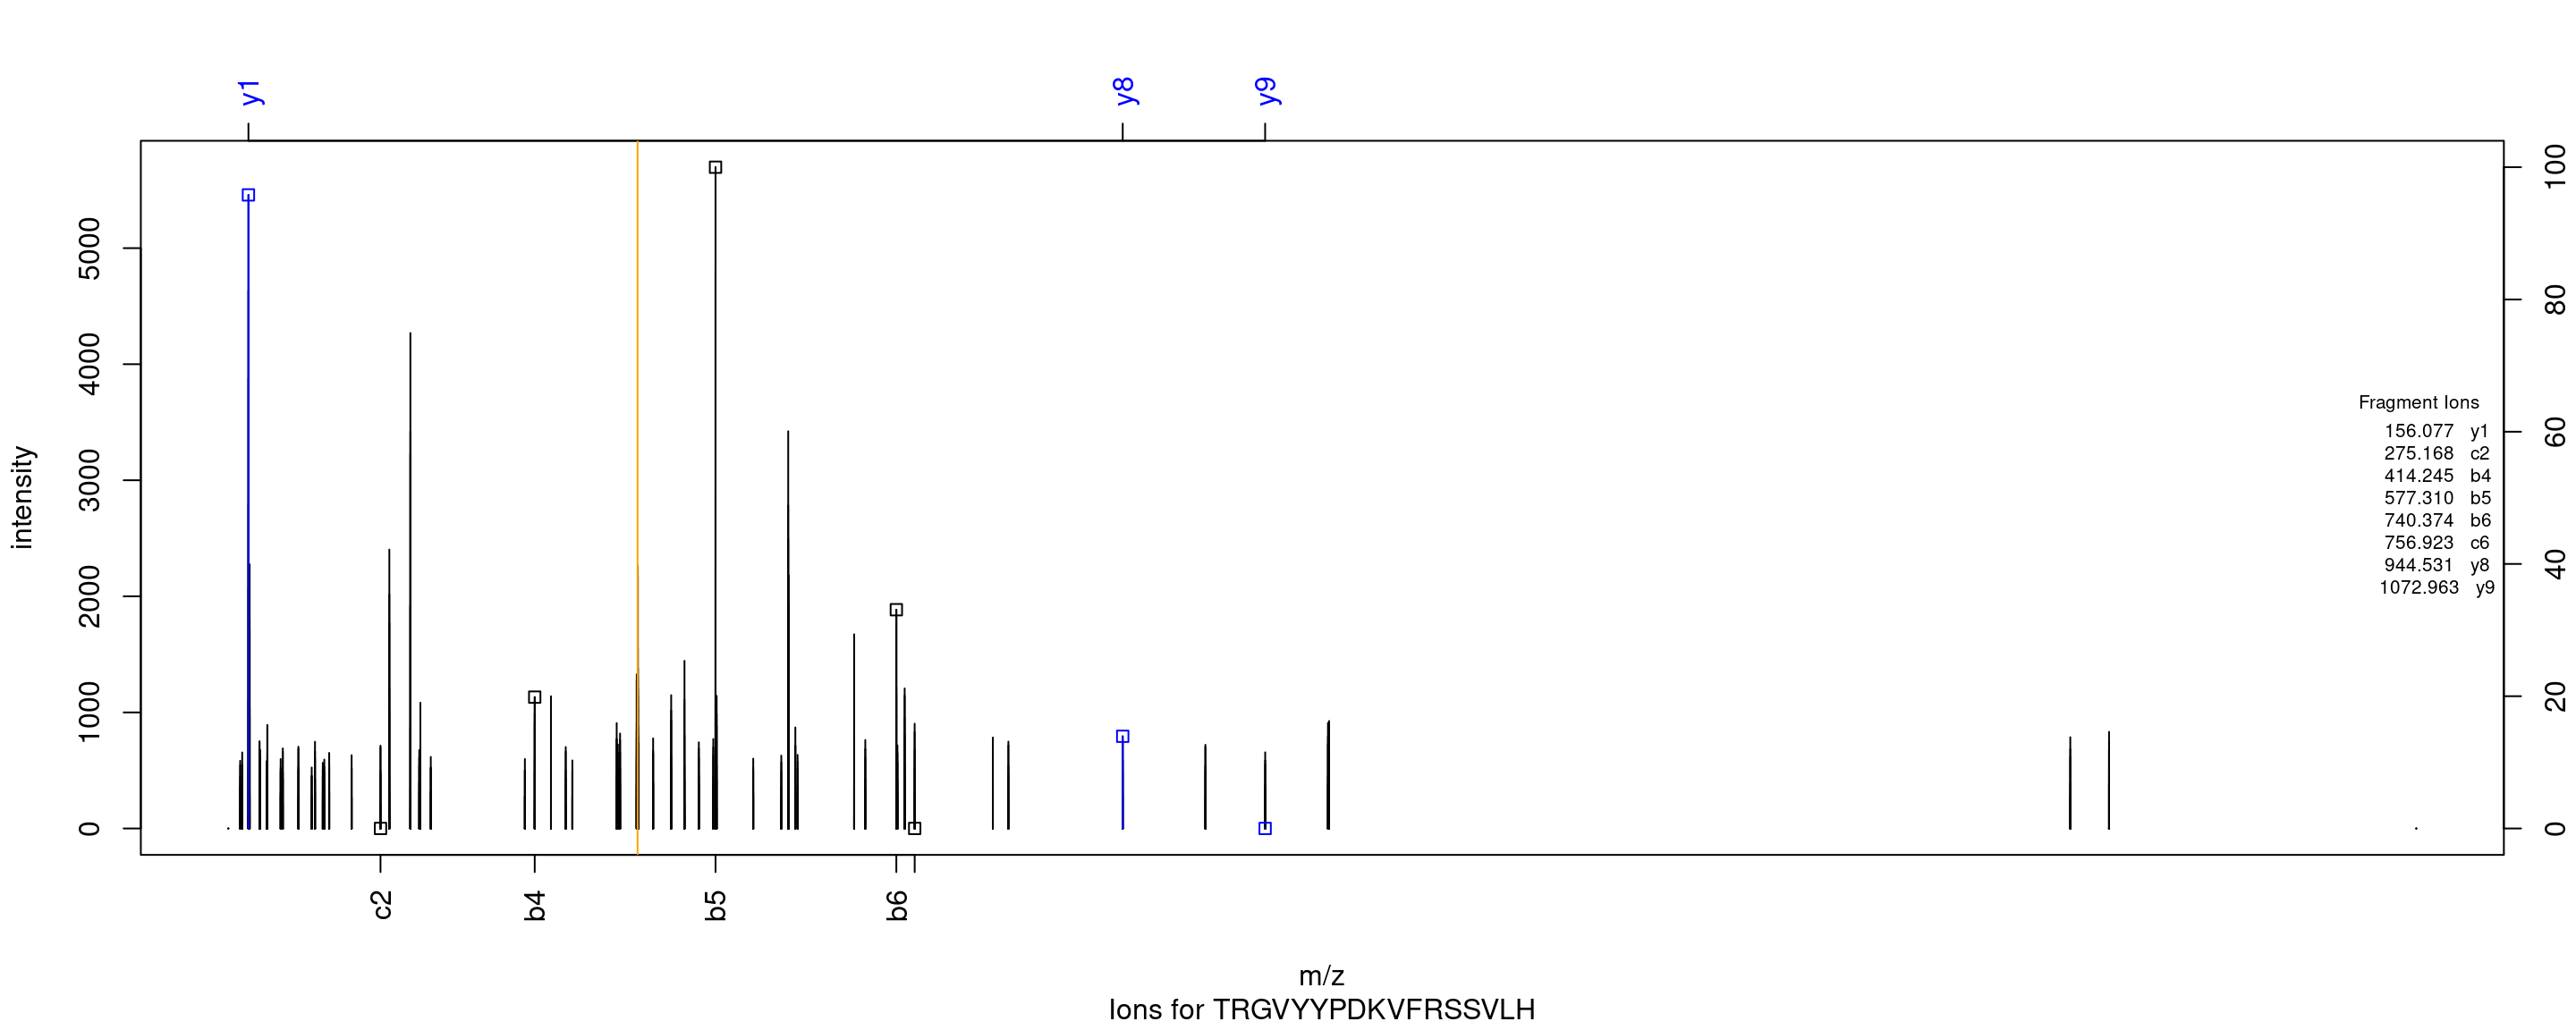 y1 y8 y9
5000
4000
3000
2000
1000
0
intensity
100
80
60
40
20
0
Fragment Ions
156.077 y1
275.168 c2
414.245 b4
577.310 b5
740.374 b6
756.923 c6
944.531 y8
1072.963 y9
c2 b4 b5 b6
m/z
Ions for TRGVYYPDKVFRSSVLH